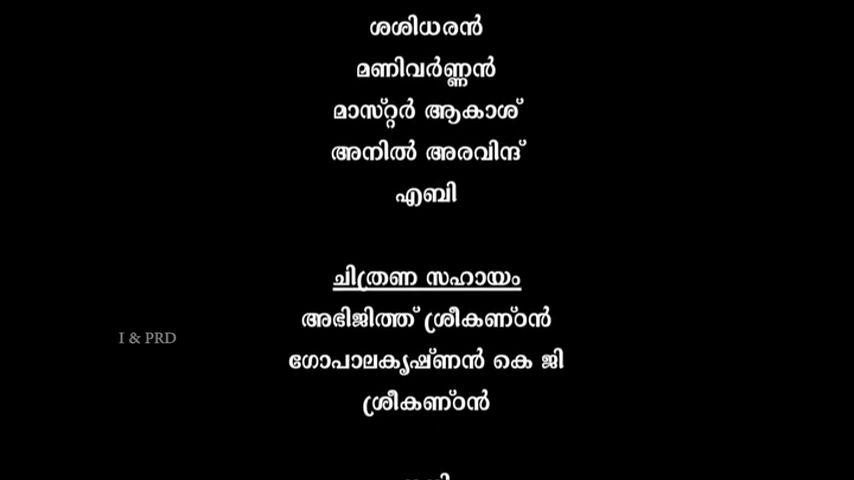 ശശിധരൻ
മണിവർണ്ണൻ
മാസ്റ്റർ ആകാശ്
അനിൽ അരവിന്ദ്
എബി
ചിത്രണ സഹായം
അഭിജിത്ത് ശ്രീകണ്ഠൻ
I & PRD
ഗോപാലകൃഷ്ണൻ കെ ജി
ശ്രീകണ്ഠൻ